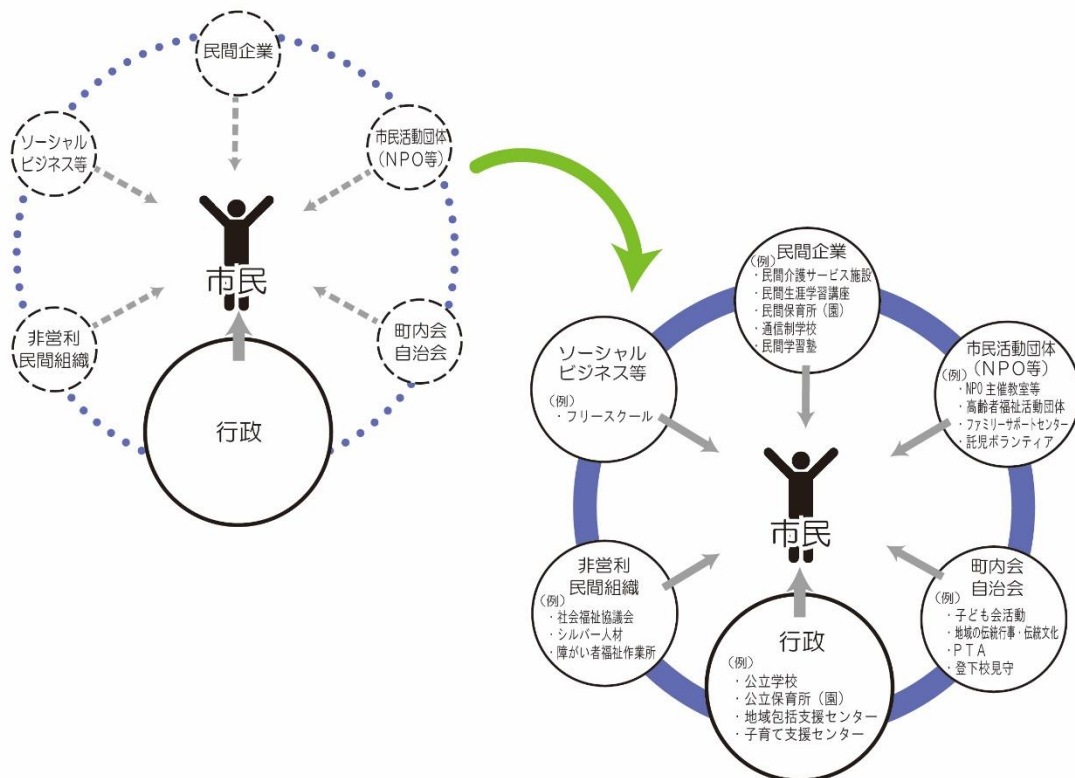 民間企業
ソーシャル
ビジネス等
市民活動団体
（NPO等）
市民
非営利
民間組織
町内会
自治会
行政
民間企業
（例）
・民間介護サービス施設
・民間生涯学習講座
・民間保育所（園）
・通信制学校
・民間学習塾
ソーシャル
ビジネス等
（例）
・フリースクール
市民活動団体
（NPO等）
（例）
・NPO主催教室等
・高齢者福祉活動団体
・ファミリーサポートセンター
・託児ボランティア
市民
非営利
民間組織
（例）
・社会福祉協議会
・シルバー人材
・障がい者福祉作業所
町内会
自治会
（例）
・子ども会活動
・地域の伝統行事・伝統文化
・PTA
・登下校見守
行政
（例）
・公立学校
・公立保育所（園）
・地域包括支援センター
・子育て支援センター